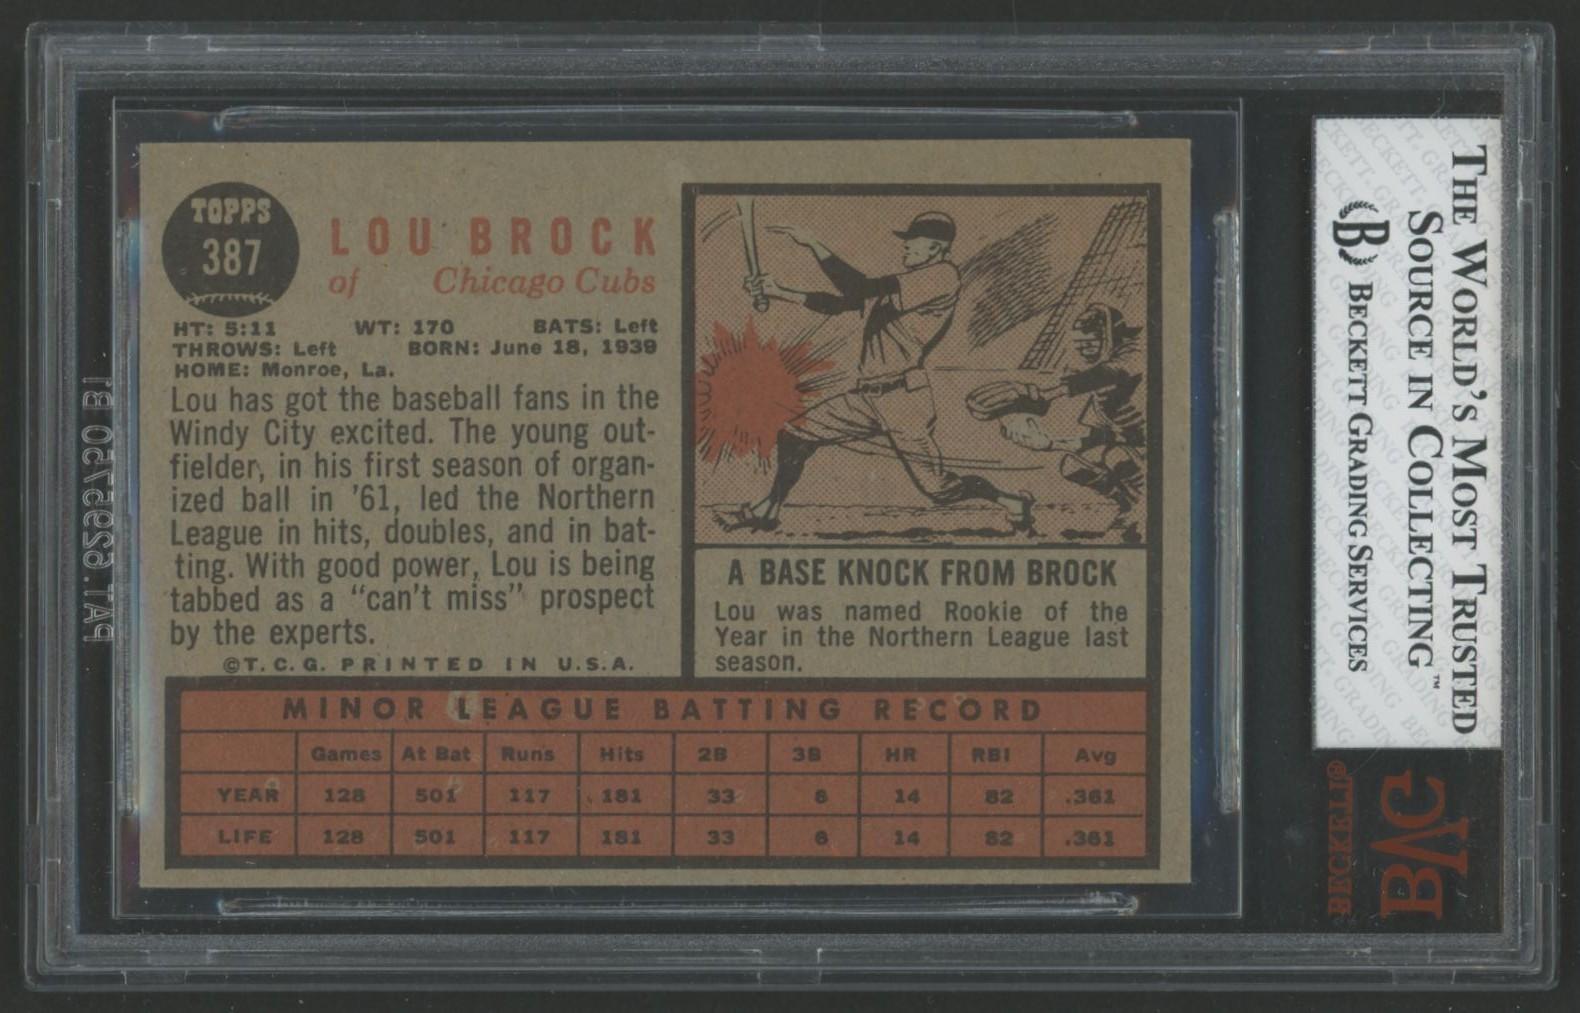 TOPPS
387
LOU BROCK
of Chicago Cubs
HT: 5:11 WT: 170 BATS: Left
THROWS: Left BORN: June 18, 1939
HOME: Monroe, La.
Lou has got the baseball fans in the
Windy City excited. The young out-
fielder, in his first season of organ-
ized ball in '61, led the Northern
League in hits, doubles, and in bat-
ting. With good power, Lou is being
tabbed as a "can't miss" prospect
by the experts.
©T.C.G. PRINTED IN U.S.A.
A BASE KNOCK FROM BROCK
Lou was named Rookie of the
Year in the Northern League last
season.
MINOR LEAGUE BATTING RECORD
Games At Bat Runs Hits 2B 3B HR RBI Avg
YEAR 128 501 117 181 33 6 14 82 .361
LIFE 128 501 117 181 33 6 14 82 .361
THE WORLD'S MOST TRUSTED
SOURCE IN COLLECTING™
B BECKETT GRADING SERVICES
BECKETT®